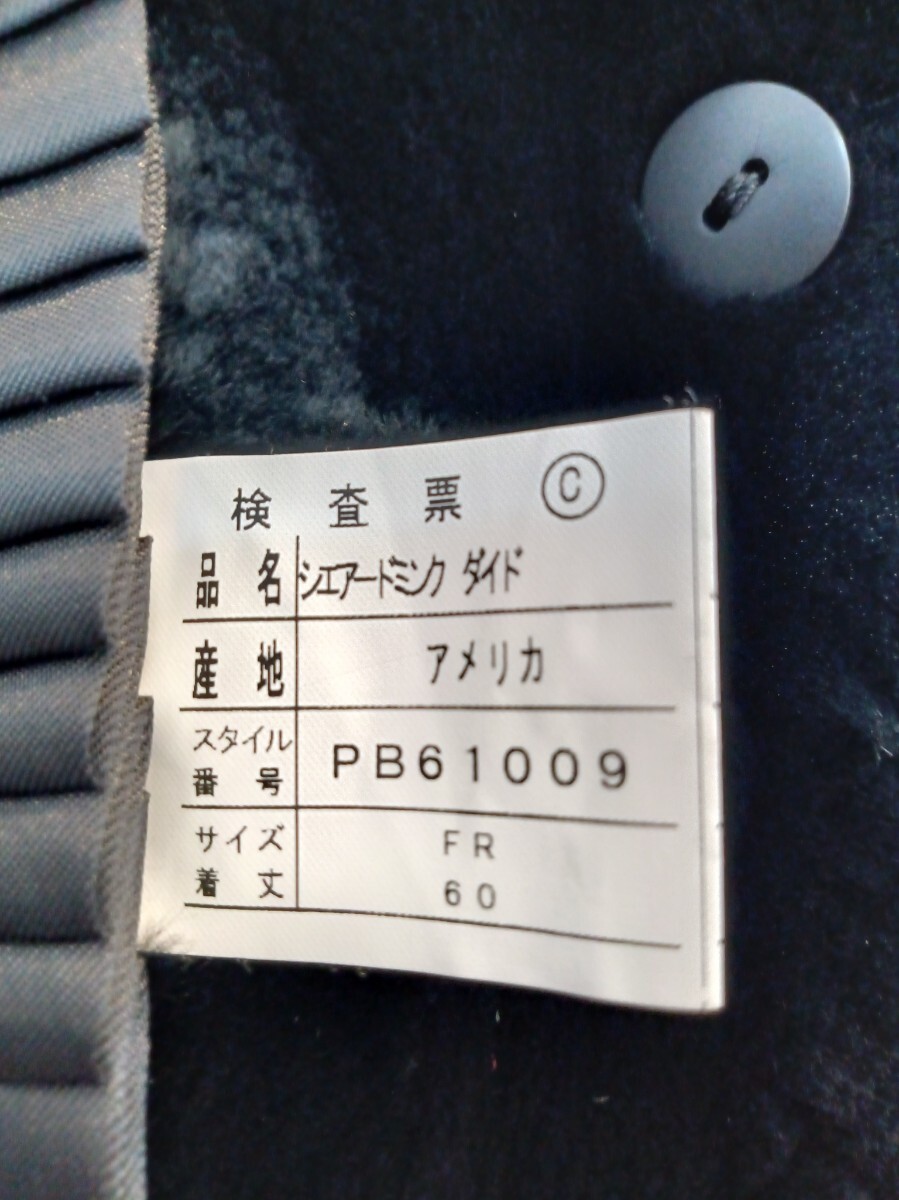 検査票 Ⓒ
品名 シエアードミンク ダイド
産地 アメリカ
スタイル番号 PB61009
サイズ FR
着丈 60